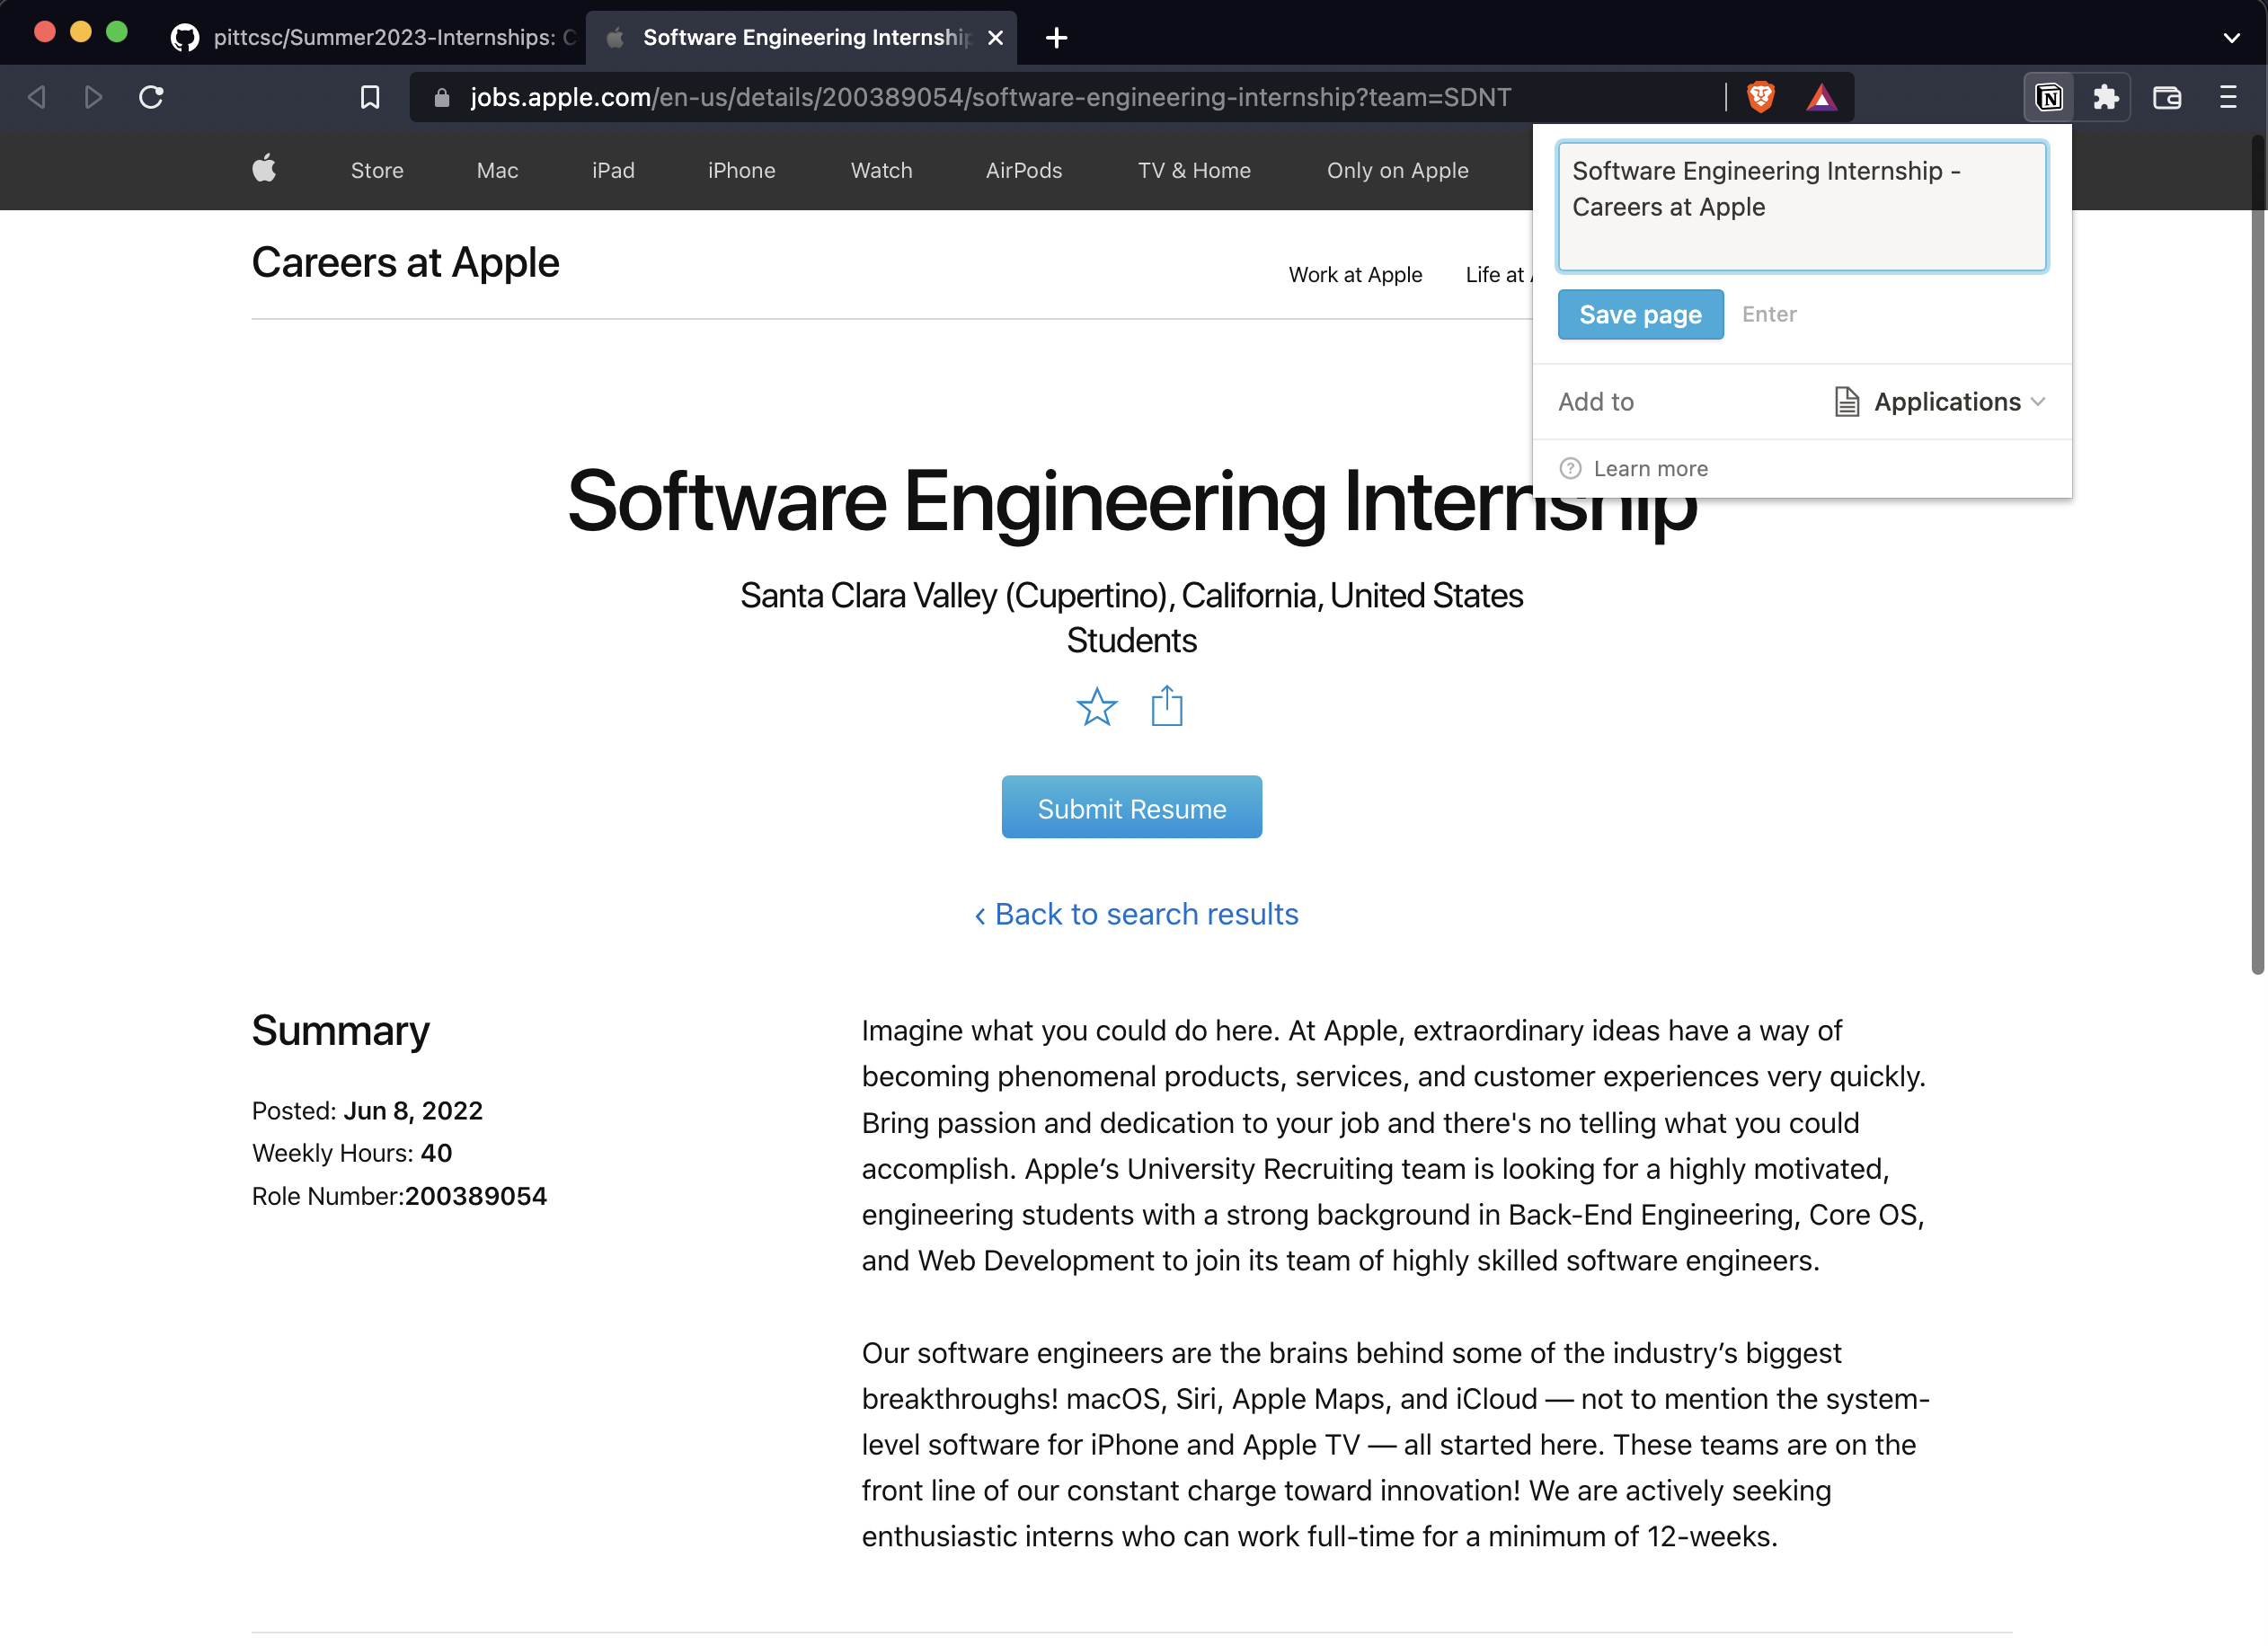 pittcsc/Summer2023-Internships: C
Software Engineering Internship
jobs.apple.com/en-us/details/200389054/software-engineering-internship?team=SDNT
Store Mac iPad iPhone Watch AirPods TV & Home Only on Apple
Software Engineering Internship -
Careers at Apple
Save page Enter
Add to Applications
Learn more
Careers at Apple
Work at Apple Life at
Software Engineering Internship
Santa Clara Valley (Cupertino), California, United States
Students
Submit Resume
‹ Back to search results
Summary
Posted: Jun 8, 2022
Weekly Hours: 40
Role Number:200389054
Imagine what you could do here. At Apple, extraordinary ideas have a way of
becoming phenomenal products, services, and customer experiences very quickly.
Bring passion and dedication to your job and there's no telling what you could
accomplish. Apple’s University Recruiting team is looking for a highly motivated,
engineering students with a strong background in Back-End Engineering, Core OS,
and Web Development to join its team of highly skilled software engineers.
Our software engineers are the brains behind some of the industry’s biggest
breakthroughs! macOS, Siri, Apple Maps, and iCloud — not to mention the system-
level software for iPhone and Apple TV — all started here. These teams are on the
front line of our constant charge toward innovation! We are actively seeking
enthusiastic interns who can work full-time for a minimum of 12-weeks.